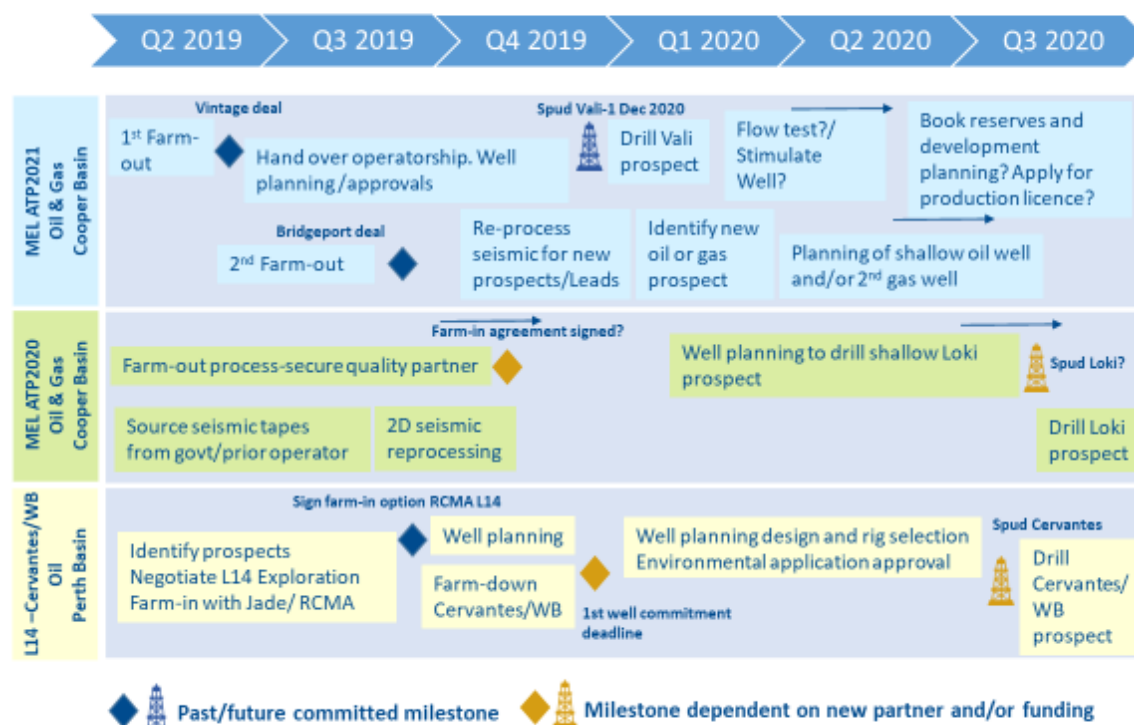 Q2 2019
Q3 2019
Q4 2019
Q1 2020
Q2 2020
Q3 2020
MEL ATP2021
Oil & Gas
Cooper Basin
Vintage deal
1st Farm-
out
Hand over operatorship. Well
planning/approvals
Spud Vali-1 Dec 2020
Drill Vali
prospect
Flow test?/
Stimulate
Well?
Book reserves and
development
planning? Apply for
production licence?
Bridgeport deal
2nd Farm-out
Re-process
seismic for new
prospects/Leads
Identify new
oil or gas
prospect
Planning of shallow oil well
and/or 2nd gas well
MEL ATP2020
Oil & Gas
Cooper Basin
Farm-in agreement signed?
Farm-out process-secure quality partner
Well planning to drill shallow Loki
prospect
Spud Loki?
Source seismic tapes
from govt/prior operator
2D seismic
reprocessing
Drill Loki
prospect
L14 –Cervantes/WB
Oil
Perth Basin
Sign farm-in option RCMA L14
Identify prospects
Negotiate L14 Exploration
Farm-in with Jade/ RCMA
Well planning
Farm-down
Cervantes/WB
1st well commitment
deadline
Well planning design and rig selection
Environmental application approval
Spud Cervantes
Drill
Cervantes/
WB
prospect
Past/future committed milestone
Milestone dependent on new partner and/or funding